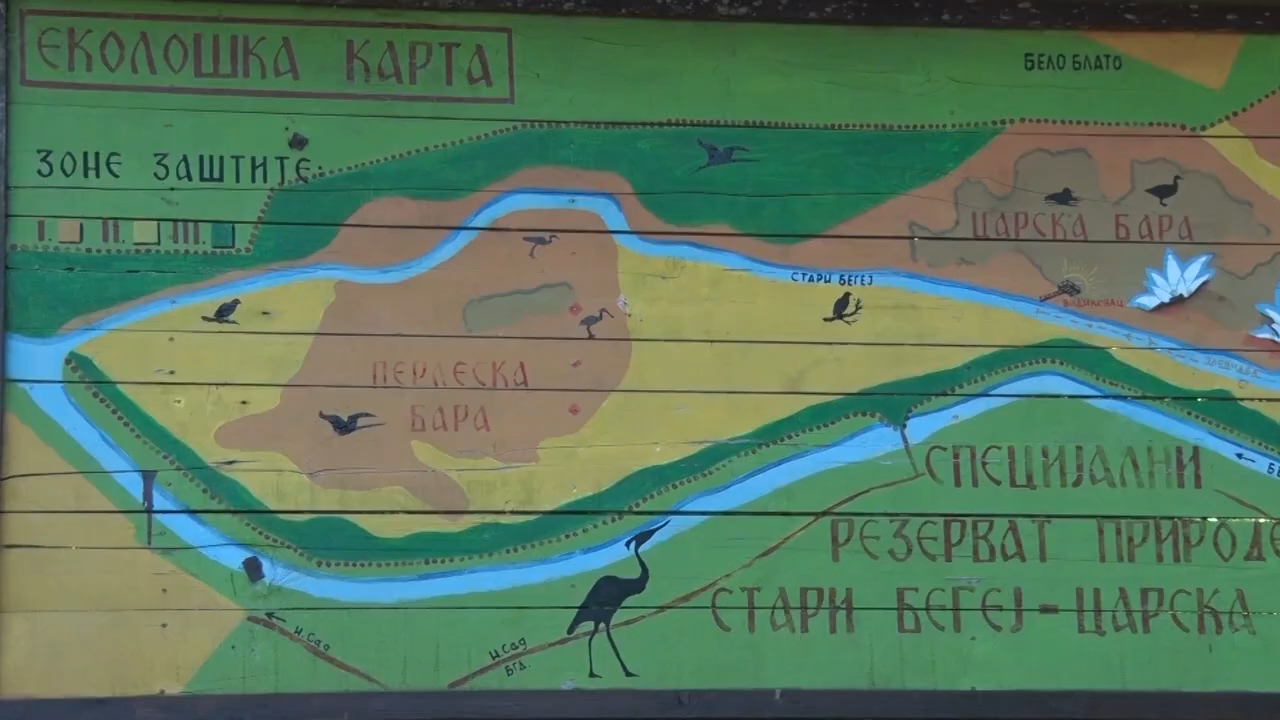 ЕКОЛОШКА КАРТА
БЕЛО БЛАТО
ЗОНЕ ЗАШТИТЕ:
I. II. III.
ЦАРСКА БАРА
СТАРИ БЕГЕЈ
ВИДИКОВАЦ
ПЕРЛЕСКА
БАРА
СПЕЦИЈАЛНИ
РЕЗЕРВАТ ПРИРОДЕ
СТАРИ БЕГЕЈ-ЦАРСКА
Н.Сад
Н.Сад
БГД.